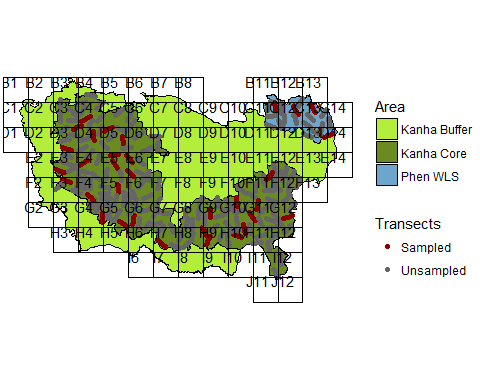 B1 B2 B3 B4 B5 B6 B7 B8 B11 B12 B13
C1 C2 C3 C4 C5 C6 C7 C8 C9 C10 C11 C12 C13 C14
D1 D2 D3 D4 D5 D6 D7 D8 D9 D10 D11 D12 D13 D14
E2 E3 E4 E5 E6 E7 E8 E9 E10 E11 E12 E13 E14
F2 F3 F4 F5 F6 F7 F8 F9 F10 F11 F12 F13
G2 G3 G4 G5 G6 G7 G8 G9 G10 G11 G12
H3 H4 H5 H6 H7 H8 H9 H10 H11 H12
I6 I7 I8 I9 I10 I11 I12
J11 J12
Area
Kanha Buffer
Kanha Core
Phen WLS
Transects
Sampled
Unsampled